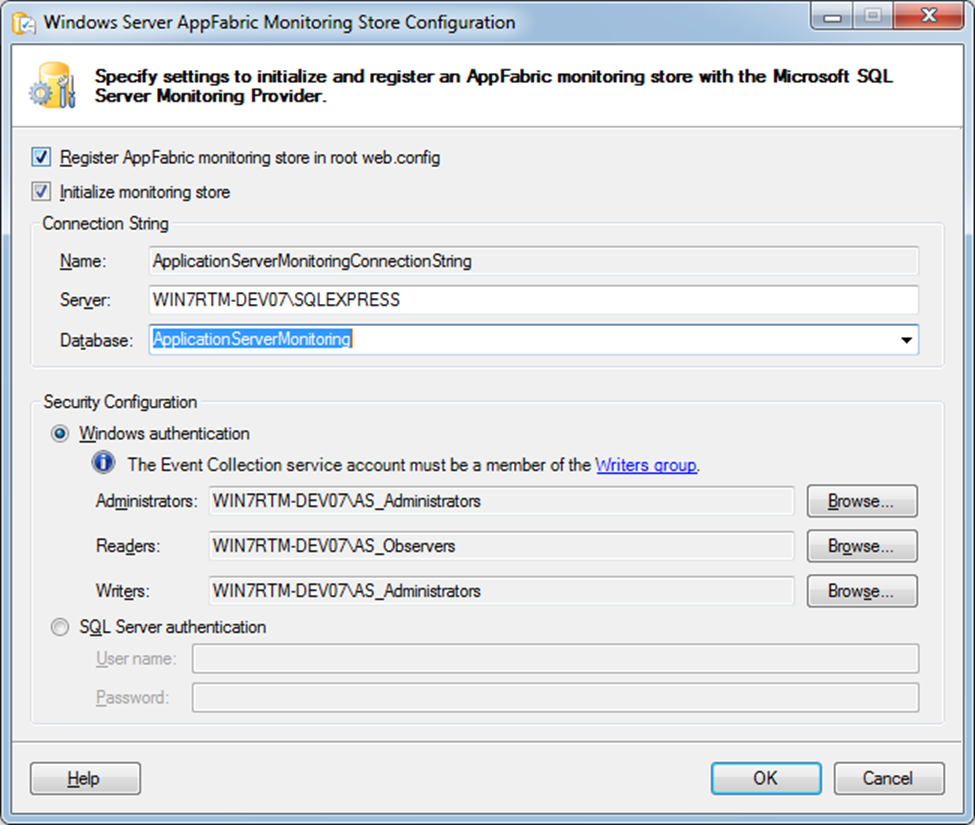 Windows Server AppFabric Monitoring Store Configuration
Specify settings to initialize and register an AppFabric monitoring store with the Microsoft SQL
Server Monitoring Provider.
Register AppFabric monitoring store in root web.config
Initialize monitoring store
Connection String
Name: ApplicationServerMonitoringConnectionString
Server: WIN7RTM-DEV07\SQLEXPRESS
Database: ApplicationServerMonitoring
Security Configuration
Windows authentication
The Event Collection service account must be a member of the Writers group.
Administrators: WIN7RTM-DEV07\AS_Administrators Browse...
Readers: WIN7RTM-DEV07\AS_Observers Browse...
Writers: WIN7RTM-DEV07\AS_Administrators Browse...
SQL Server authentication
User name:
Password:
Help OK Cancel